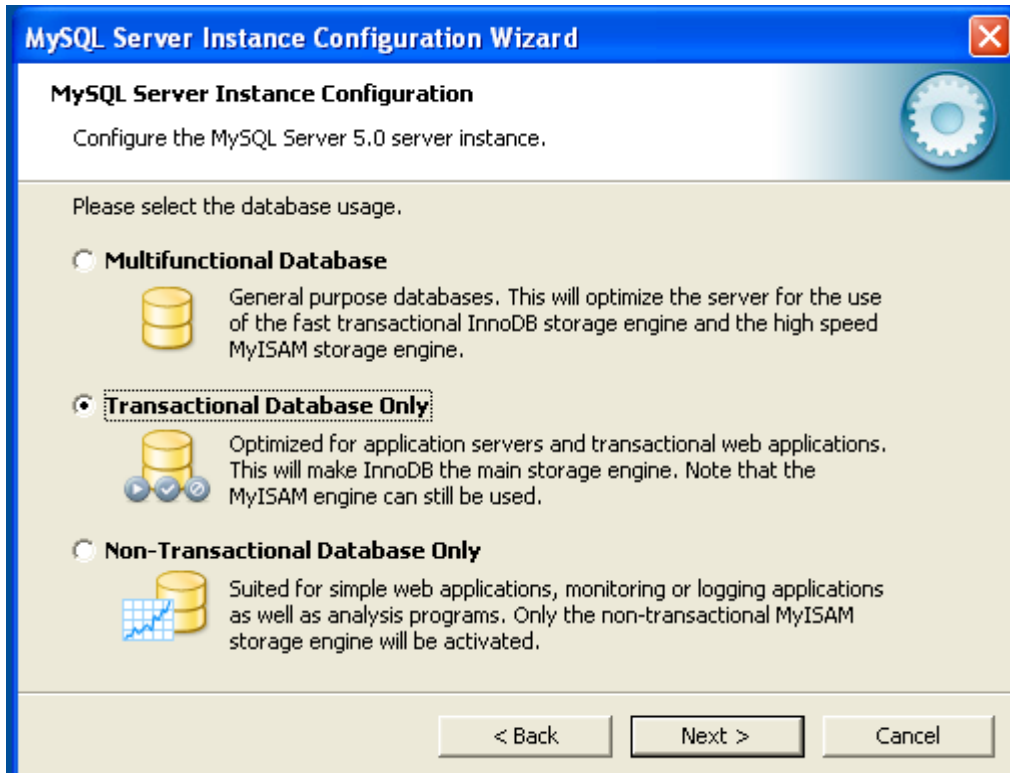 MySQL Server Instance Configuration Wizard
MySQL Server Instance Configuration
Configure the MySQL Server 5.0 server instance.
Please select the database usage.
Multifunctional Database
General purpose databases. This will optimize the server for the use
of the fast transactional InnoDB storage engine and the high speed
MyISAM storage engine.
Transactional Database Only
Optimized for application servers and transactional web applications.
This will make InnoDB the main storage engine. Note that the
MyISAM engine can still be used.
Non-Transactional Database Only
Suited for simple web applications, monitoring or logging applications
as well as analysis programs. Only the non-transactional MyISAM
storage engine will be activated.
< Back
Next >
Cancel